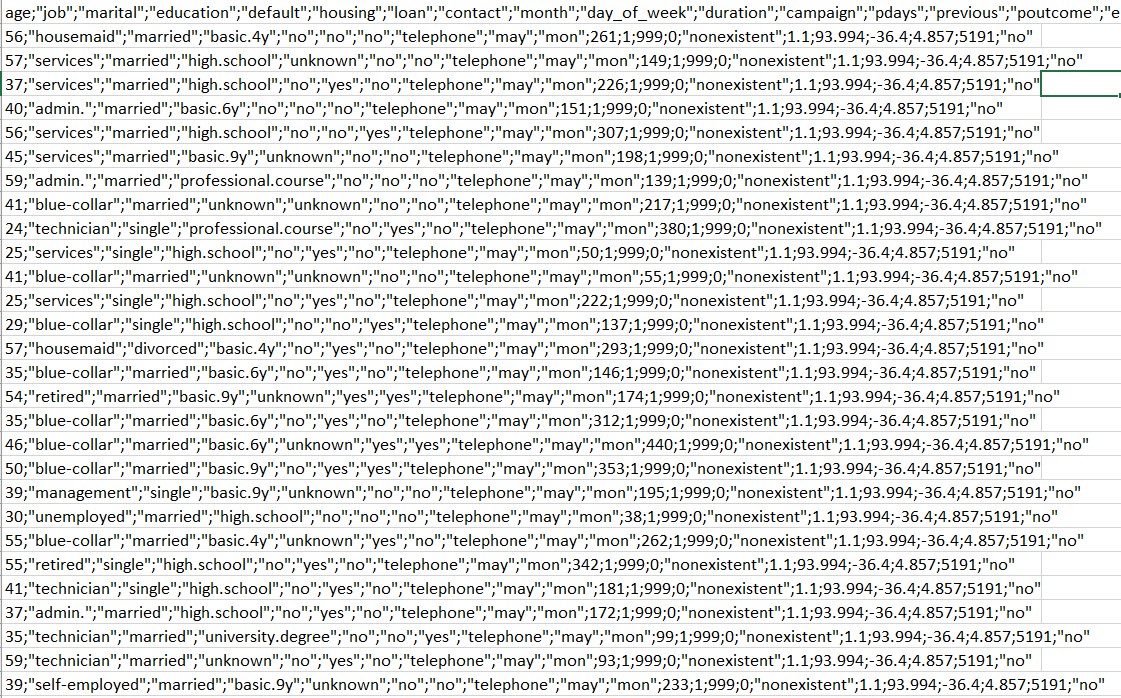 age;"job";"marital";"education";"default";"housing";"loan";"contact";"month";"day_of_week";"duration";"campaign";"pdays";"previous";"poutcome";"e
56;"housemaid";"married";"basic.4y";"no";"no";"no";"telephone";"may";"mon";261;1;999;0;"nonexistent";1.1;93.994;-36.4;4.857;5191;"no"
57;"services";"married";"high.school";"unknown";"no";"no";"telephone";"may";"mon";149;1;999;0;"nonexistent";1.1;93.994;-36.4;4.857;5191;"no"
37;"services";"married";"high.school";"no";"yes";"no";"telephone";"may";"mon";226;1;999;0;"nonexistent";1.1;93.994;-36.4;4.857;5191;"no"
40;"admin.";"married";"basic.6y";"no";"no";"no";"telephone";"may";"mon";151;1;999;0;"nonexistent";1.1;93.994;-36.4;4.857;5191;"no"
56;"services";"married";"high.school";"no";"no";"yes";"telephone";"may";"mon";307;1;999;0;"nonexistent";1.1;93.994;-36.4;4.857;5191;"no"
45;"services";"married";"basic.9y";"unknown";"no";"no";"telephone";"may";"mon";198;1;999;0;"nonexistent";1.1;93.994;-36.4;4.857;5191;"no"
59;"admin.";"married";"professional.course";"no";"no";"no";"telephone";"may";"mon";139;1;999;0;"nonexistent";1.1;93.994;-36.4;4.857;5191;"no"
41;"blue-collar";"married";"unknown";"unknown";"no";"no";"telephone";"may";"mon";217;1;999;0;"nonexistent";1.1;93.994;-36.4;4.857;5191;"no"
24;"technician";"single";"professional.course";"no";"yes";"no";"telephone";"may";"mon";380;1;999;0;"nonexistent";1.1;93.994;-36.4;4.857;5191;"no"
25;"services";"single";"high.school";"no";"yes";"no";"telephone";"may";"mon";50;1;999;0;"nonexistent";1.1;93.994;-36.4;4.857;5191;"no"
41;"blue-collar";"married";"unknown";"unknown";"no";"no";"telephone";"may";"mon";55;1;999;0;"nonexistent";1.1;93.994;-36.4;4.857;5191;"no"
25;"services";"single";"high.school";"no";"yes";"no";"telephone";"may";"mon";222;1;999;0;"nonexistent";1.1;93.994;-36.4;4.857;5191;"no"
29;"blue-collar";"single";"high.school";"no";"no";"yes";"telephone";"may";"mon";137;1;999;0;"nonexistent";1.1;93.994;-36.4;4.857;5191;"no"
57;"housemaid";"divorced";"basic.4y";"no";"yes";"no";"telephone";"may";"mon";293;1;999;0;"nonexistent";1.1;93.994;-36.4;4.857;5191;"no"
35;"blue-collar";"married";"basic.6y";"no";"yes";"no";"telephone";"may";"mon";146;1;999;0;"nonexistent";1.1;93.994;-36.4;4.857;5191;"no"
54;"retired";"married";"basic.9y";"unknown";"yes";"yes";"telephone";"may";"mon";174;1;999;0;"nonexistent";1.1;93.994;-36.4;4.857;5191;"no"
35;"blue-collar";"married";"basic.6y";"no";"yes";"no";"telephone";"may";"mon";312;1;999;0;"nonexistent";1.1;93.994;-36.4;4.857;5191;"no"
46;"blue-collar";"married";"basic.6y";"unknown";"yes";"yes";"telephone";"may";"mon";440;1;999;0;"nonexistent";1.1;93.994;-36.4;4.857;5191;"no"
50;"blue-collar";"married";"basic.9y";"no";"yes";"yes";"telephone";"may";"mon";353;1;999;0;"nonexistent";1.1;93.994;-36.4;4.857;5191;"no"
39;"management";"single";"basic.9y";"unknown";"no";"no";"telephone";"may";"mon";195;1;999;0;"nonexistent";1.1;93.994;-36.4;4.857;5191;"no"
30;"unemployed";"married";"high.school";"no";"no";"no";"telephone";"may";"mon";38;1;999;0;"nonexistent";1.1;93.994;-36.4;4.857;5191;"no"
55;"blue-collar";"married";"basic.4y";"unknown";"yes";"no";"telephone";"may";"mon";262;1;999;0;"nonexistent";1.1;93.994;-36.4;4.857;5191;"no"
55;"retired";"single";"high.school";"no";"yes";"no";"telephone";"may";"mon";342;1;999;0;"nonexistent";1.1;93.994;-36.4;4.857;5191;"no"
41;"technician";"single";"high.school";"no";"yes";"no";"telephone";"may";"mon";181;1;999;0;"nonexistent";1.1;93.994;-36.4;4.857;5191;"no"
37;"admin.";"married";"high.school";"no";"yes";"no";"telephone";"may";"mon";172;1;999;0;"nonexistent";1.1;93.994;-36.4;4.857;5191;"no"
35;"technician";"married";"university.degree";"no";"no";"yes";"telephone";"may";"mon";99;1;999;0;"nonexistent";1.1;93.994;-36.4;4.857;5191;"no"
59;"technician";"married";"unknown";"no";"yes";"no";"telephone";"may";"mon";93;1;999;0;"nonexistent";1.1;93.994;-36.4;4.857;5191;"no"
39;"self-employed";"married";"basic.9y";"unknown";"no";"no";"telephone";"may";"mon";233;1;999;0;"nonexistent";1.1;93.994;-36.4;4.857;5191;"no"